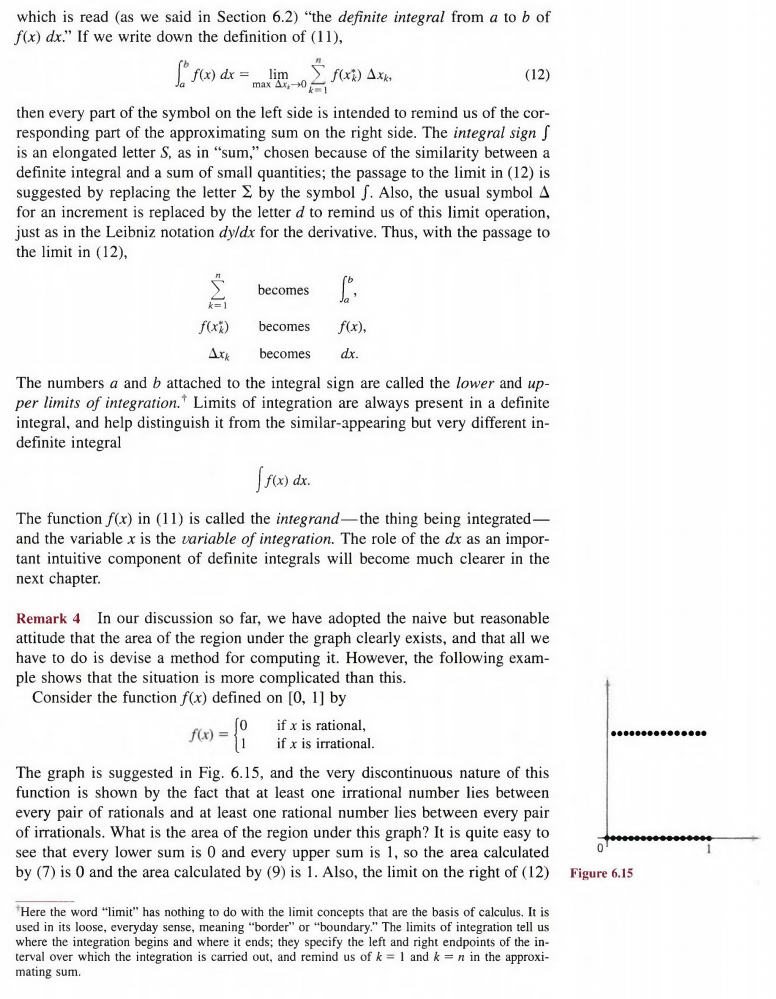 which is read (as we said in Section 6.2) “the definite integral from a to b of
f(x) dx.” If we write down the definition of (11),
∫_a^b f(x) dx = lim_{max Δx_k→0} Σ_{k=1}^n f(x_k^*) Δx_k, (12)
then every part of the symbol on the left side is intended to remind us of the cor-
responding part of the approximating sum on the right side. The integral sign ∫
is an elongated letter S, as in “sum,” chosen because of the similarity between a
definite integral and a sum of small quantities; the passage to the limit in (12) is
suggested by replacing the letter Σ by the symbol ∫. Also, the usual symbol Δ
for an increment is replaced by the letter d to remind us of this limit operation,
just as in the Leibniz notation dy/dx for the derivative. Thus, with the passage to
the limit in (12),
Σ_{k=1}^n becomes ∫_a^b,
f(x_k^*) becomes f(x),
Δx_k becomes dx.
The numbers a and b attached to the integral sign are called the lower and up-
per limits of integration.† Limits of integration are always present in a definite
integral, and help distinguish it from the similar-appearing but very different in-
definite integral
∫ f(x) dx.
The function f(x) in (11) is called the integrand—the thing being integrated—
and the variable x is the variable of integration. The role of the dx as an impor-
tant intuitive component of definite integrals will become much clearer in the
next chapter.
Remark 4 In our discussion so far, we have adopted the naive but reasonable
attitude that the area of the region under the graph clearly exists, and that all we
have to do is devise a method for computing it. However, the following exam-
ple shows that the situation is more complicated than this.
Consider the function f(x) defined on [0, 1] by
f(x) = { 0 if x is rational,
1 if x is irrational.
The graph is suggested in Fig. 6.15, and the very discontinuous nature of this
function is shown by the fact that at least one irrational number lies between
every pair of rationals and at least one rational number lies between every pair
of irrationals. What is the area of the region under this graph? It is quite easy to
see that every lower sum is 0 and every upper sum is 1, so the area calculated
by (7) is 0 and the area calculated by (9) is 1. Also, the limit on the right of (12)
0 1
Figure 6.15
†Here the word “limit” has nothing to do with the limit concepts that are the basis of calculus. It is
used in its loose, everyday sense, meaning “border” or “boundary.” The limits of integration tell us
where the integration begins and where it ends; they specify the left and right endpoints of the in-
terval over which the integration is carried out, and remind us of k = 1 and k = n in the approxi-
mating sum.